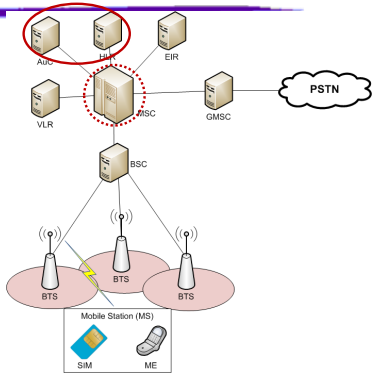 AuC
HLR
EIR
VLR
MSC
GMSC
PSTN
BSC
BTS
BTS
BTS
Mobile Station (MS)
SIM
ME